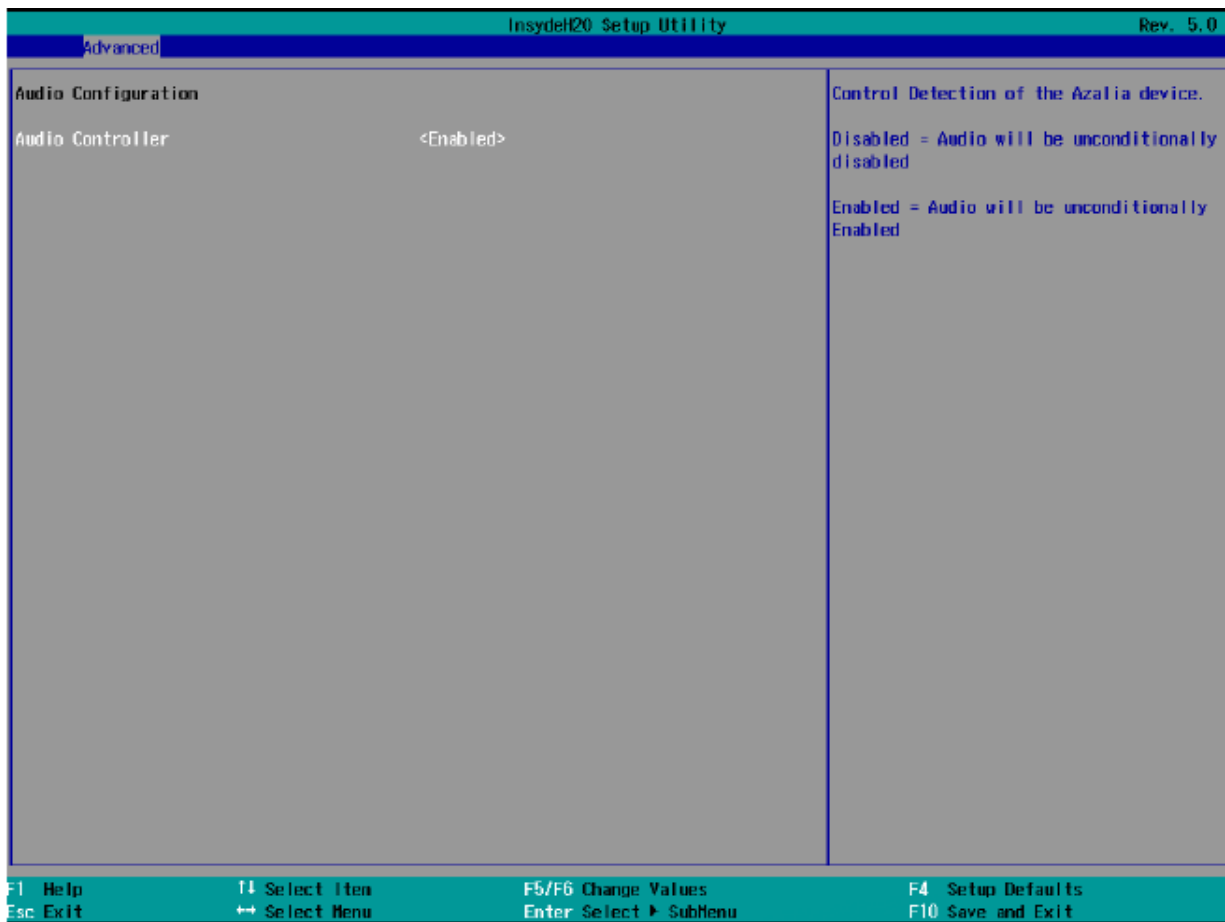 InsydeH2O Setup Utility Rev. 5.0
Advanced
Audio Configuration
Audio Controller <Enabled>
Control Detection of the Azalia device.
Disabled = Audio will be unconditionally
disabled
Enabled = Audio will be unconditionally
Enabled
F1 Help ↑↓ Select Item F5/F6 Change Values F4 Setup Defaults
Esc Exit ←→ Select Menu Enter Select ▶ SubMenu F10 Save and Exit